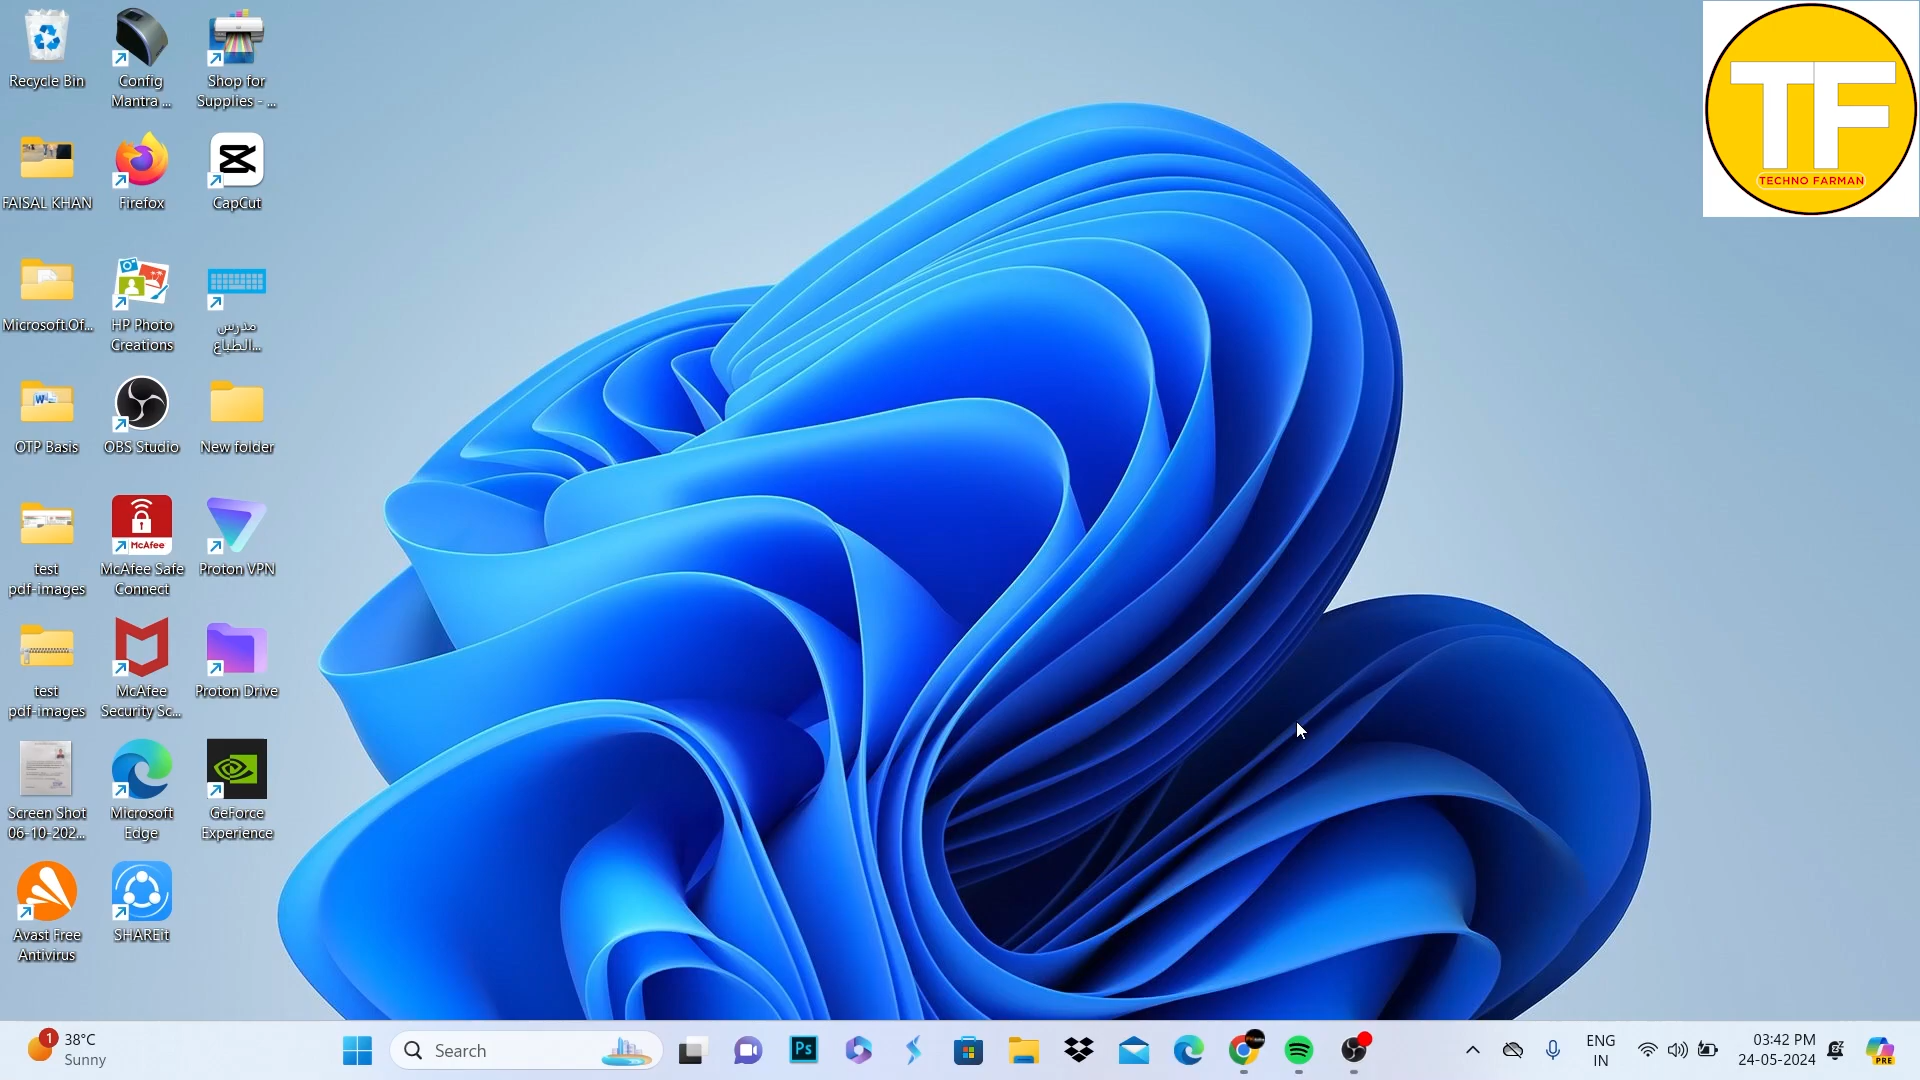 Recycle Bin
Config
Mantra ...
Shop for
Supplies - ...
FAISAL KHAN
Firefox
CapCut
Microsoft.Of...
HP Photo
Creations
مدرس
الطباع...
OTP Basis
OBS Studio
New folder
test
pdf-images
McAfee
McAfee Safe
Connect
Proton VPN
test
pdf-images
McAfee
Security Sc...
Proton Drive
Screen Shot
06-10-202...
Microsoft
Edge
GeForce
Experience
Avast Free
Antivirus
SHAREit
TF
TECHNO FARMAN
1
38°C
Sunny
Search
Ps
ENG
IN
03:42 PM
24-05-2024
PRE